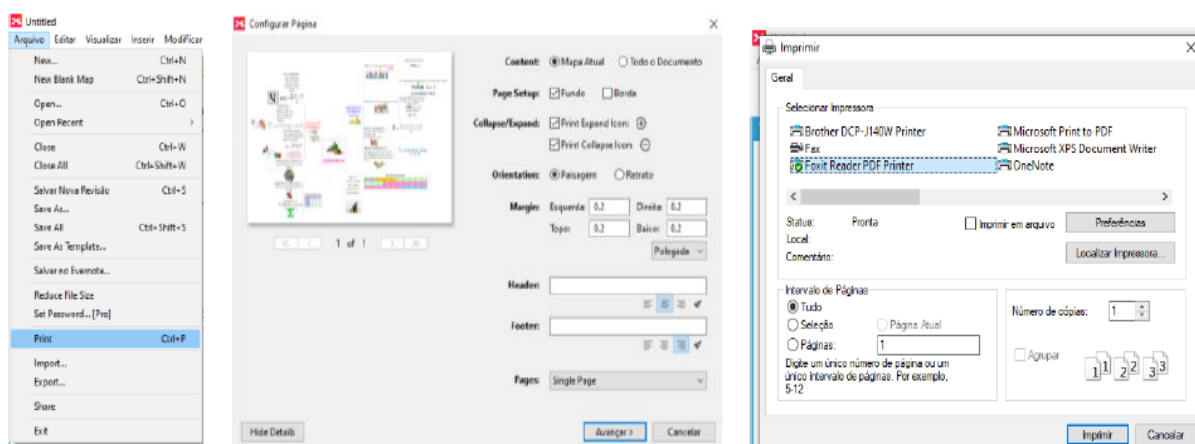 Untitled
Arquivo Editar Visualizar Inserir Modificar
New... Ctrl+N
New Blank Map Ctrl+Shift+N
Open... Ctrl+O
Open Recent >
Close Ctrl+W
Close All Ctrl+Shift+W
Salvar Nova Revisão Ctrl+S
Save As...
Save All Ctrl+Shift+S
Save As Template...
Salvar no Evernote...
Reduce File Size
Set Password... [Pro]
Print Ctrl+P
Import...
Export...
Share
Exit
Configurar Página
Content: Mapa Atual Todo o Documento
Page Setup: Fundo Borda
Collapse/Expand: Print Expand Icon:
Print Collapse Icon
Orientation: Paisagem Retrato
Margin: Esquerda: 0.2 Direita: 0.2
Topo: 0.2 Baixo: 0.2
Polegada
1 of 1
Header:
Footer:
Pages: Single Page
Hide Details Avançar > Cancelar
Imprimir
Geral
Selecionar Impressora
Brother DCP-J140W Printer Microsoft Print to PDF
Fax Microsoft XPS Document Writer
Foxit Reader PDF Printer OneNote
Status: Pronta Imprimir em arquivo Preferências
Local:
Comentário: Localizar Impressora...
Intervalo de Páginas
Tudo
Seleção Página Atual
Páginas: 1
Digite um único número de página ou um
único intervalo de páginas. Por exemplo,
5-12
Número de cópias: 1
Agrupar
1 1 2 2 3 3
Imprimir Cancelar